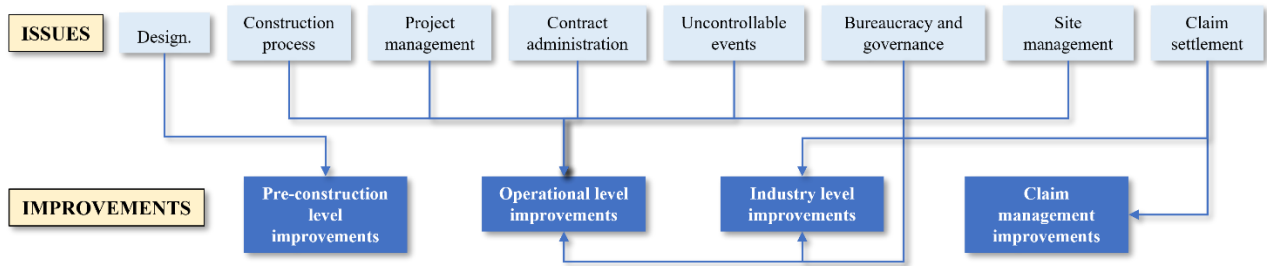 ISSUES
Design.
Construction
process
Project
management
Contract
administration
Uncontrollable
events
Bureaucracy and
governance
Site
management
Claim
settlement
IMPROVEMENTS
Pre-construction
level
improvements
Operational level
improvements
Industry level
improvements
Claim
management
improvements